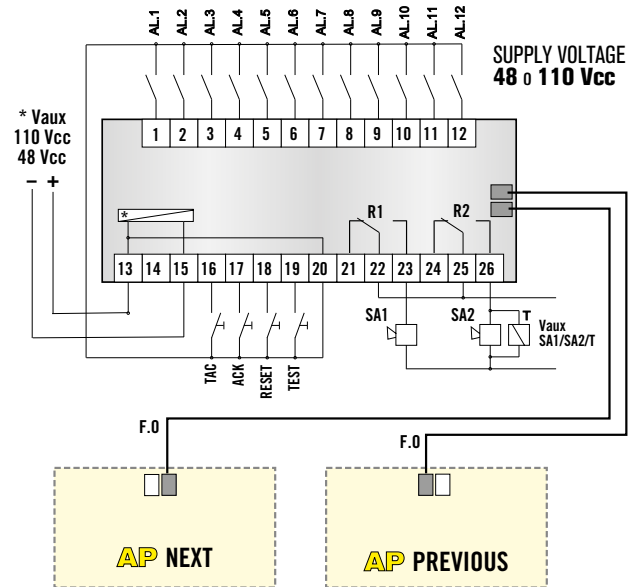 AL.1 AL.2 AL.3 AL.4 AL.5 AL.6 AL.7 AL.8 AL.9 AL.10 AL.11 AL.12
SUPPLY VOLTAGE
48 o 110 Vcc
* Vaux
110 Vcc
48 Vcc
– +
1 2 3 4 5 6 7 8 9 10 11 12
*
R1 R2
13 14 15 16 17 18 19 20 21 22 23 24 25 26
SA1 SA2 T
Vaux
SA1/SA2/T
TAC ACK RESET TEST
F.O
F.O
AP NEXT
AP PREVIOUS